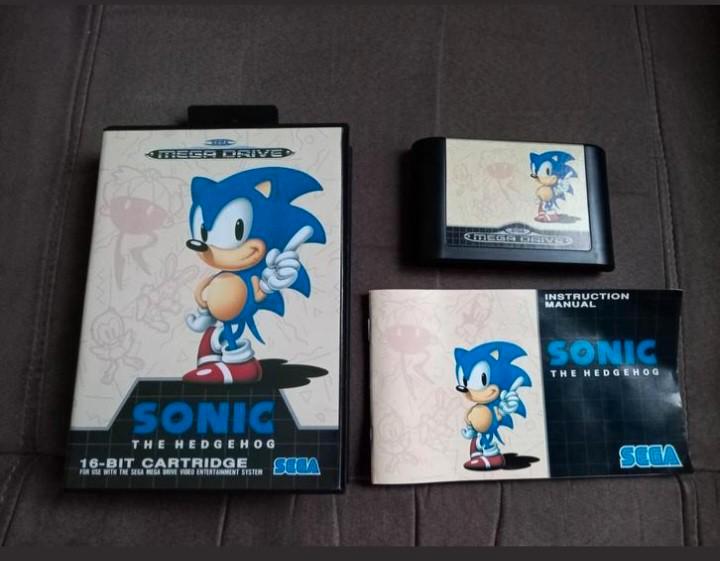 SEGA
MEGA DRIVE
SONIC
THE HEDGEHOG
16-BIT CARTRIDGE
SEGA
FOR USE WITH THE SEGA MEGA DRIVE VIDEO ENTERTAINMENT SYSTEM
MEGA DRIVE
INSTRUCTION
MANUAL
SONIC
THE HEDGEHOG
SEGA